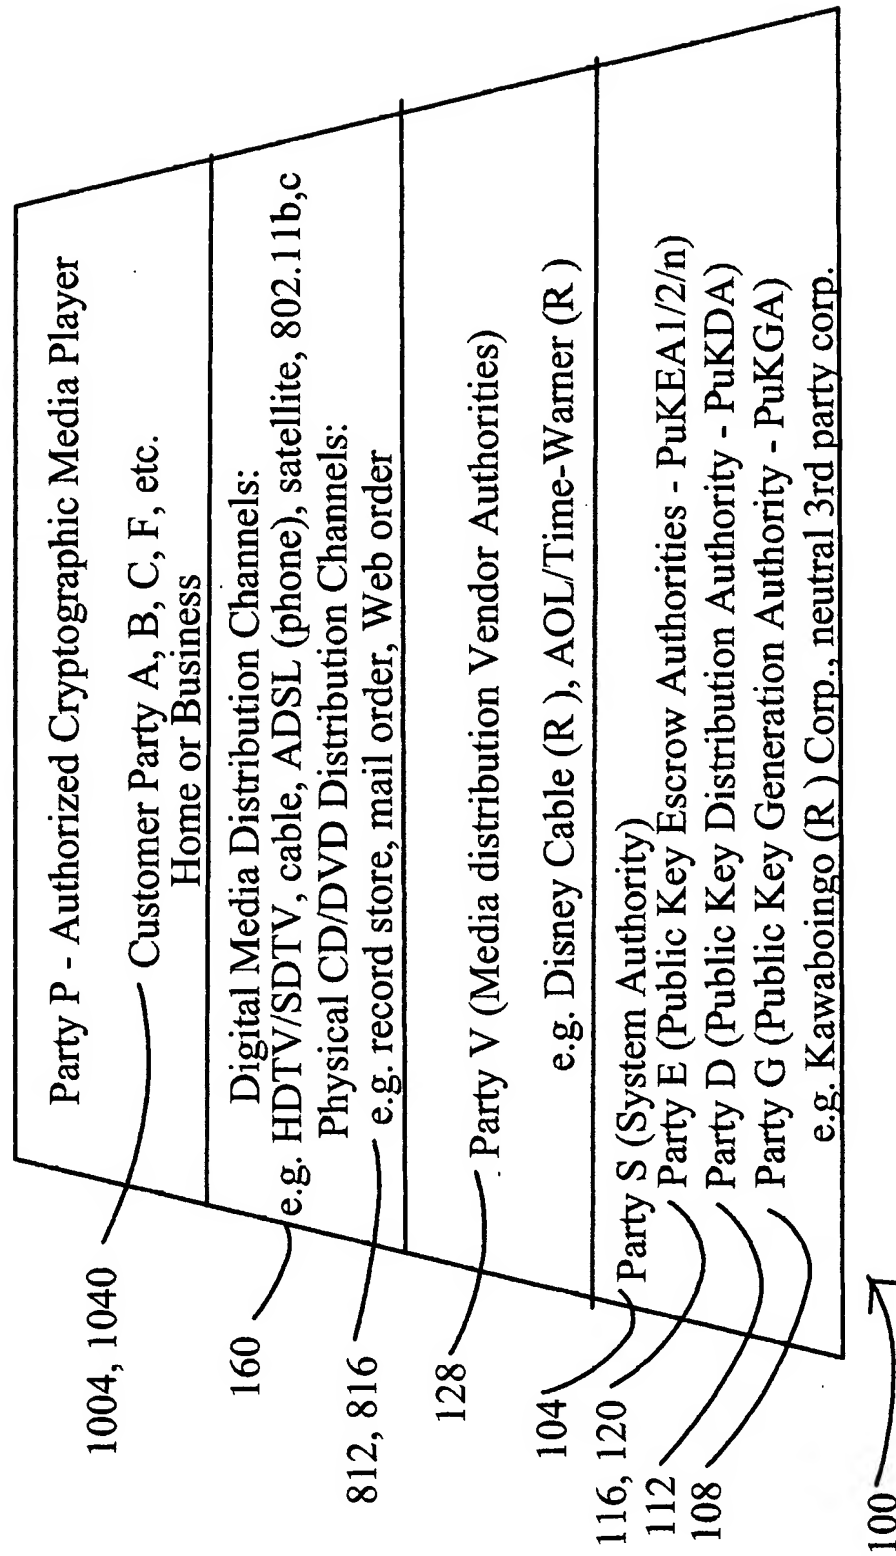 Party P - Authorized Cryptographic Media Player
1004, 1040
Customer Party A, B, C, F, etc.
Home or Business
Digital Media Distribution Channels:
160
e.g. HDTV/SDTV, cable, ADSL (phone), satellite, 802.11b,c
Physical CD/DVD Distribution Channels:
812, 816
e.g. record store, mail order, Web order
128
Party V (Media distribution Vendor Authorities)
e.g. Disney Cable (R ), AOL/Time-Warner (R )
104
Party S (System Authority)
116, 120
Party E (Public Key Escrow Authorities - PuKEA1/2/n)
112
Party D (Public Key Distribution Authority - PuKDA)
108
Party G (Public Key Generation Authority - PuKGA)
e.g. Kawaboingo (R ) Corp., neutral 3rd party corp.
100